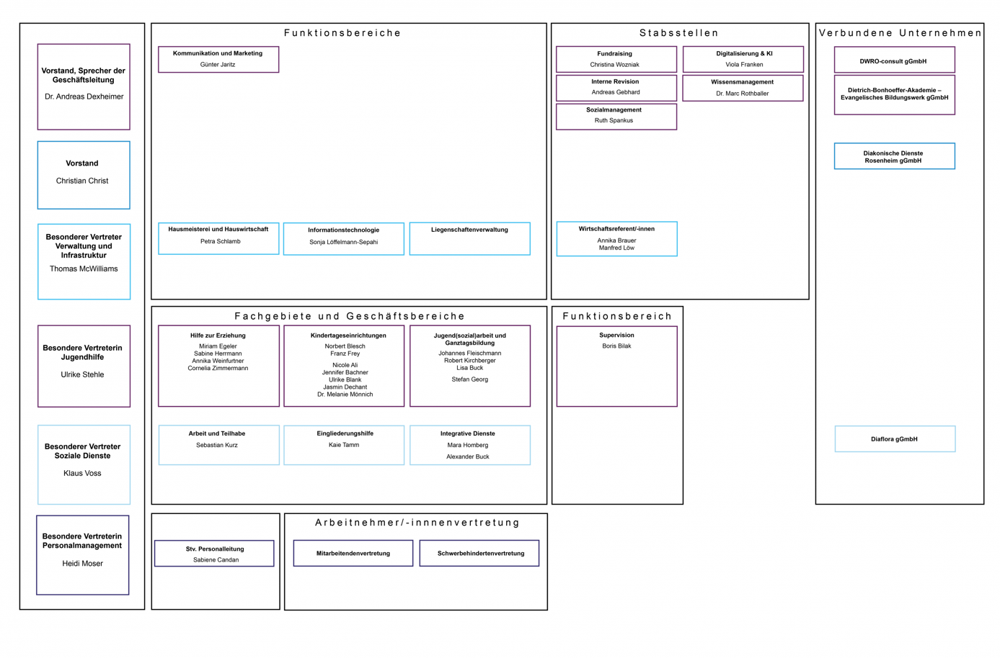 Vorstand, Sprecher der
Geschäftsleitung
Dr. Andreas Dexheimer
Vorstand
Christian Christ
Besonderer Vertreter
Verwaltung und
Infrastruktur
Thomas McWilliams
Besondere Vertreterin
Jugendhilfe
Ulrike Stehle
Besonderer Vertreter
Soziale Dienste
Klaus Voss
Besondere Vertreterin
Personalmanagement
Heidi Moser
Funktionsbereiche
Kommunikation und Marketing
Günter Jaritz
Hausmeisterei und Hauswirtschaft
Petra Schlamb
Informationstechnologie
Sonja Löffelmann-Sepahi
Liegenschaftenverwaltung
Stabsstellen
Fundraising
Christina Wozniak
Digitalisierung & KI
Viola Franken
Interne Revision
Andreas Gebhard
Wissensmanagement
Dr. Marc Rothballer
Sozialmanagement
Ruth Spankus
Wirtschaftsreferent/-innen
Annika Brauer
Manfred Löw
Verbundene Unternehmen
DWRO-consult gGmbH
Dietrich-Bonhoeffer-Akademie –
Evangelisches Bildungswerk gGmbH
Diakonische Dienste
Rosenheim gGmbH
Diaflora gGmbH
Fachgebiete und Geschäftsbereiche
Hilfe zur Erziehung
Miriam Egeler
Sabine Herrmann
Annika Weinfurtner
Cornelia Zimmermann
Kindertageseinrichtungen
Norbert Blesch
Franz Frey
Nicole Ali
Jennifer Bachner
Ulrike Blank
Jasmin Dechant
Dr. Melanie Mönnich
Jugend(sozial)arbeit und
Ganztagsbildung
Johannes Fleischmann
Robert Kirchberger
Lisa Buck
Stefan Georg
Arbeit und Teilhabe
Sebastian Kurz
Eingliederungshilfe
Kaie Tamm
Integrative Dienste
Mara Homberg
Alexander Buck
Funktionsbereich
Supervision
Boris Bilak
Stv. Personalleitung
Sabiene Candan
Arbeitnehmer/-innnenvertretung
Mitarbeitendenvertretung
Schwerbehindertenvertretung